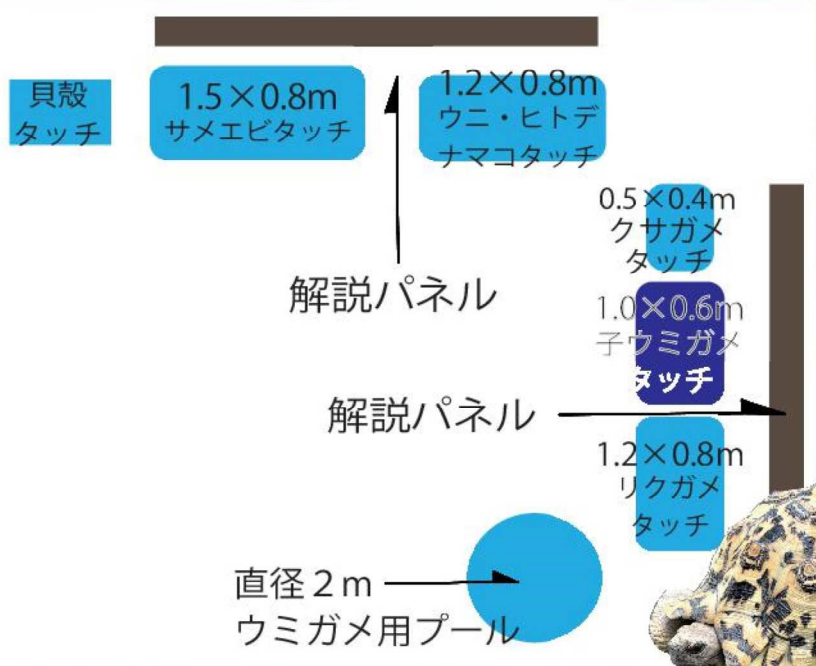 貝殻
タッチ
1.5×0.8m
サメエビタッチ
1.2×0.8m
ウニ・ヒトデ
ナマコタッチ
解説パネル
0.5×0.4m
クサガメ
タッチ
1.0×0.6m
子ウミガメ
タッチ
解説パネル
1.2×0.8m
リクガメ
タッチ
直径２ｍ
ウミガメ用プール